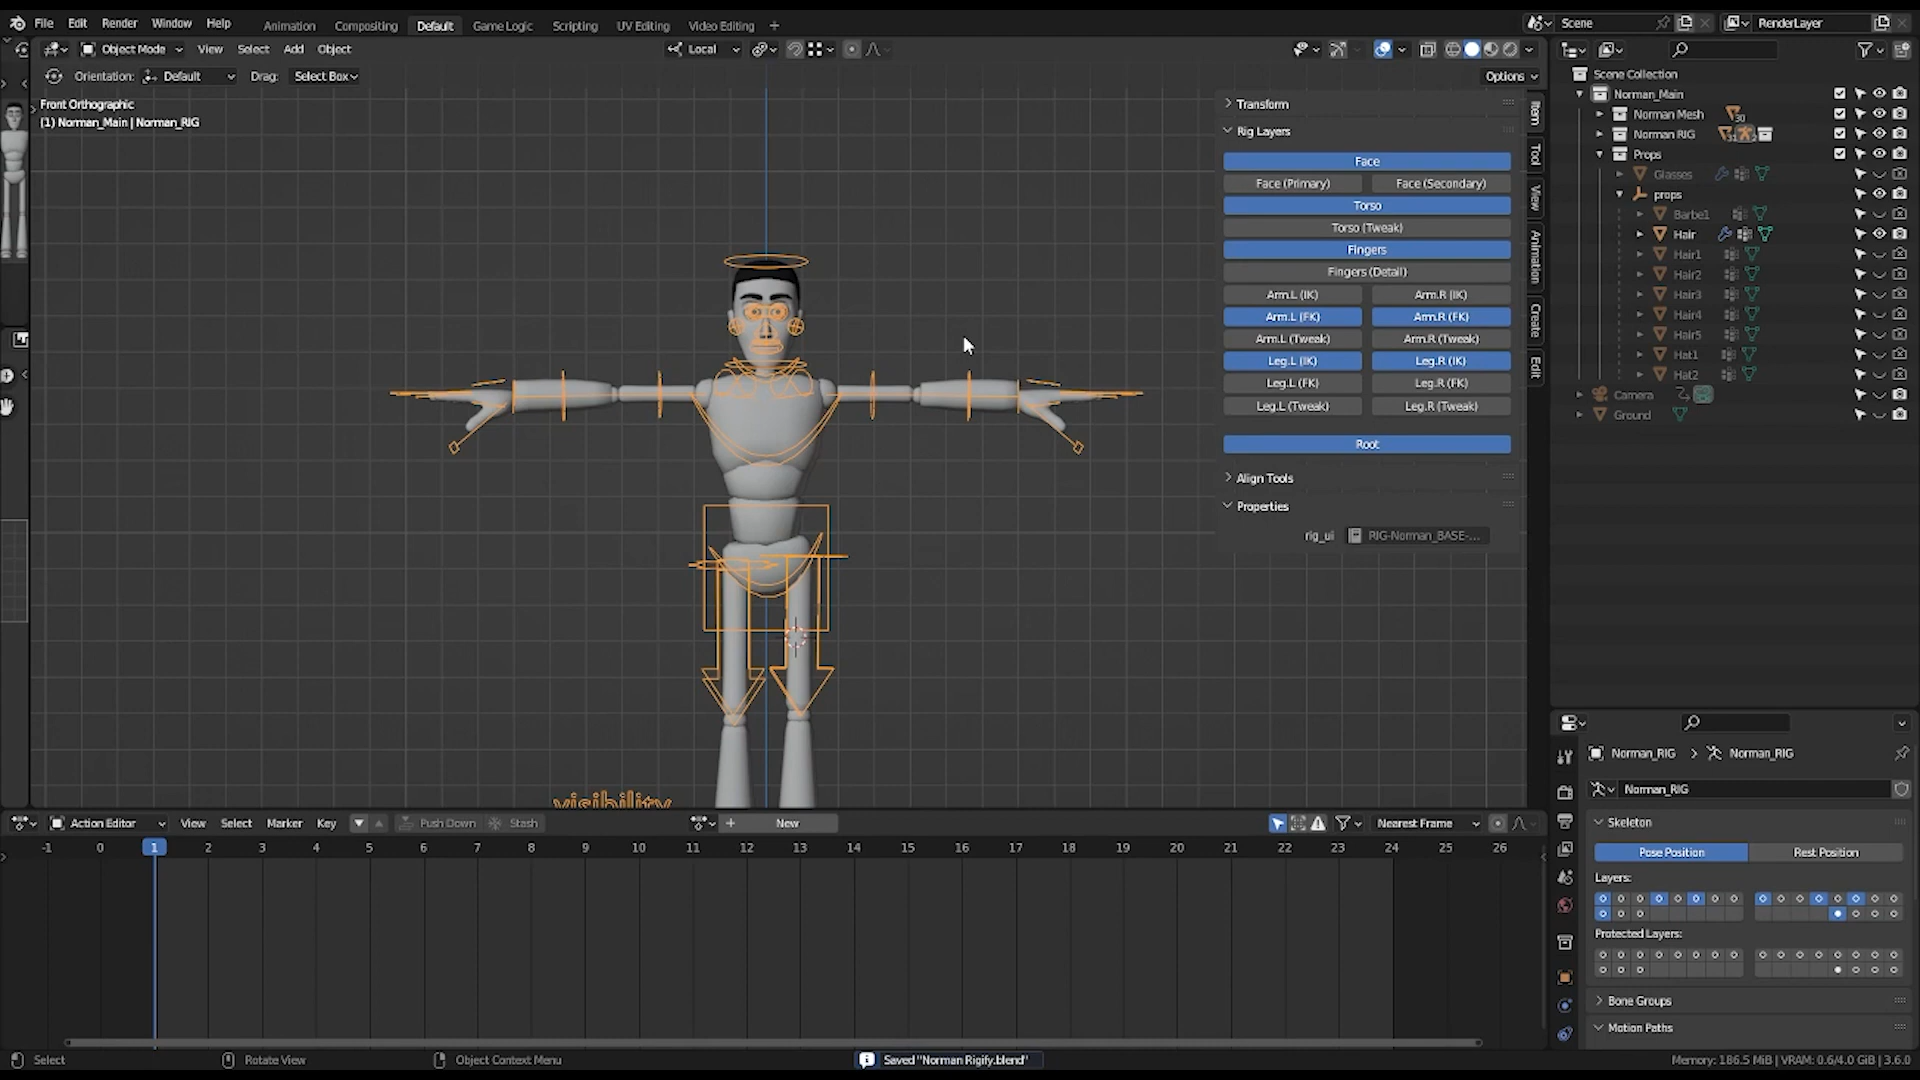 File Edit Render Window Help
Animation Compositing Default Game Logic Scripting UV Editing Video Editing +
Scene
RenderLayer
Object Mode View Select Add Object
Local
Orientation: Default Drag: Select Box
Options
Front Orthographic
(1) Norman_Main | Norman_RIG
Transform
Rig Layers
Face
Face (Primary) Face (Secondary)
Torso
Torso (Tweak)
Fingers
Fingers (Detail)
Arm.L (IK) Arm.R (IK)
Arm.L (FK) Arm.R (FK)
Arm.L (Tweak) Arm.R (Tweak)
Leg.L (IK) Leg.R (IK)
Leg.L (FK) Leg.R (FK)
Leg.L (Tweak) Leg.R (Tweak)
Root
Align Tools
Properties
rig_ui RIG-Norman_BASE-...
Item
Tool
View
Animation
Create
Edit
visibility
Scene Collection
Norman_Main
Norman Mesh 30
Norman RIG
Props
Glasses
props
Barbe1
Hair
Hair1
Hair2
Hair3
Hair4
Hair5
Hat1
Hat2
Camera
Ground
Norman_RIG > Norman_RIG
Norman_RIG
Skeleton
Pose Position Rest Position
Layers:
Protected Layers:
Bone Groups
Motion Paths
Action Editor View Select Marker Key Push Down Stash + New Nearest Frame
-1 0 1 2 3 4 5 6 7 8 9 10 11 12 13 14 15 16 17 18 19 20 21 22 23 24 25 26
Select Rotate View Object Context Menu Saved "Norman Rigify.blend" Memory: 186.5 MiB | VRAM: 0.6/4.0 GiB | 3.6.0